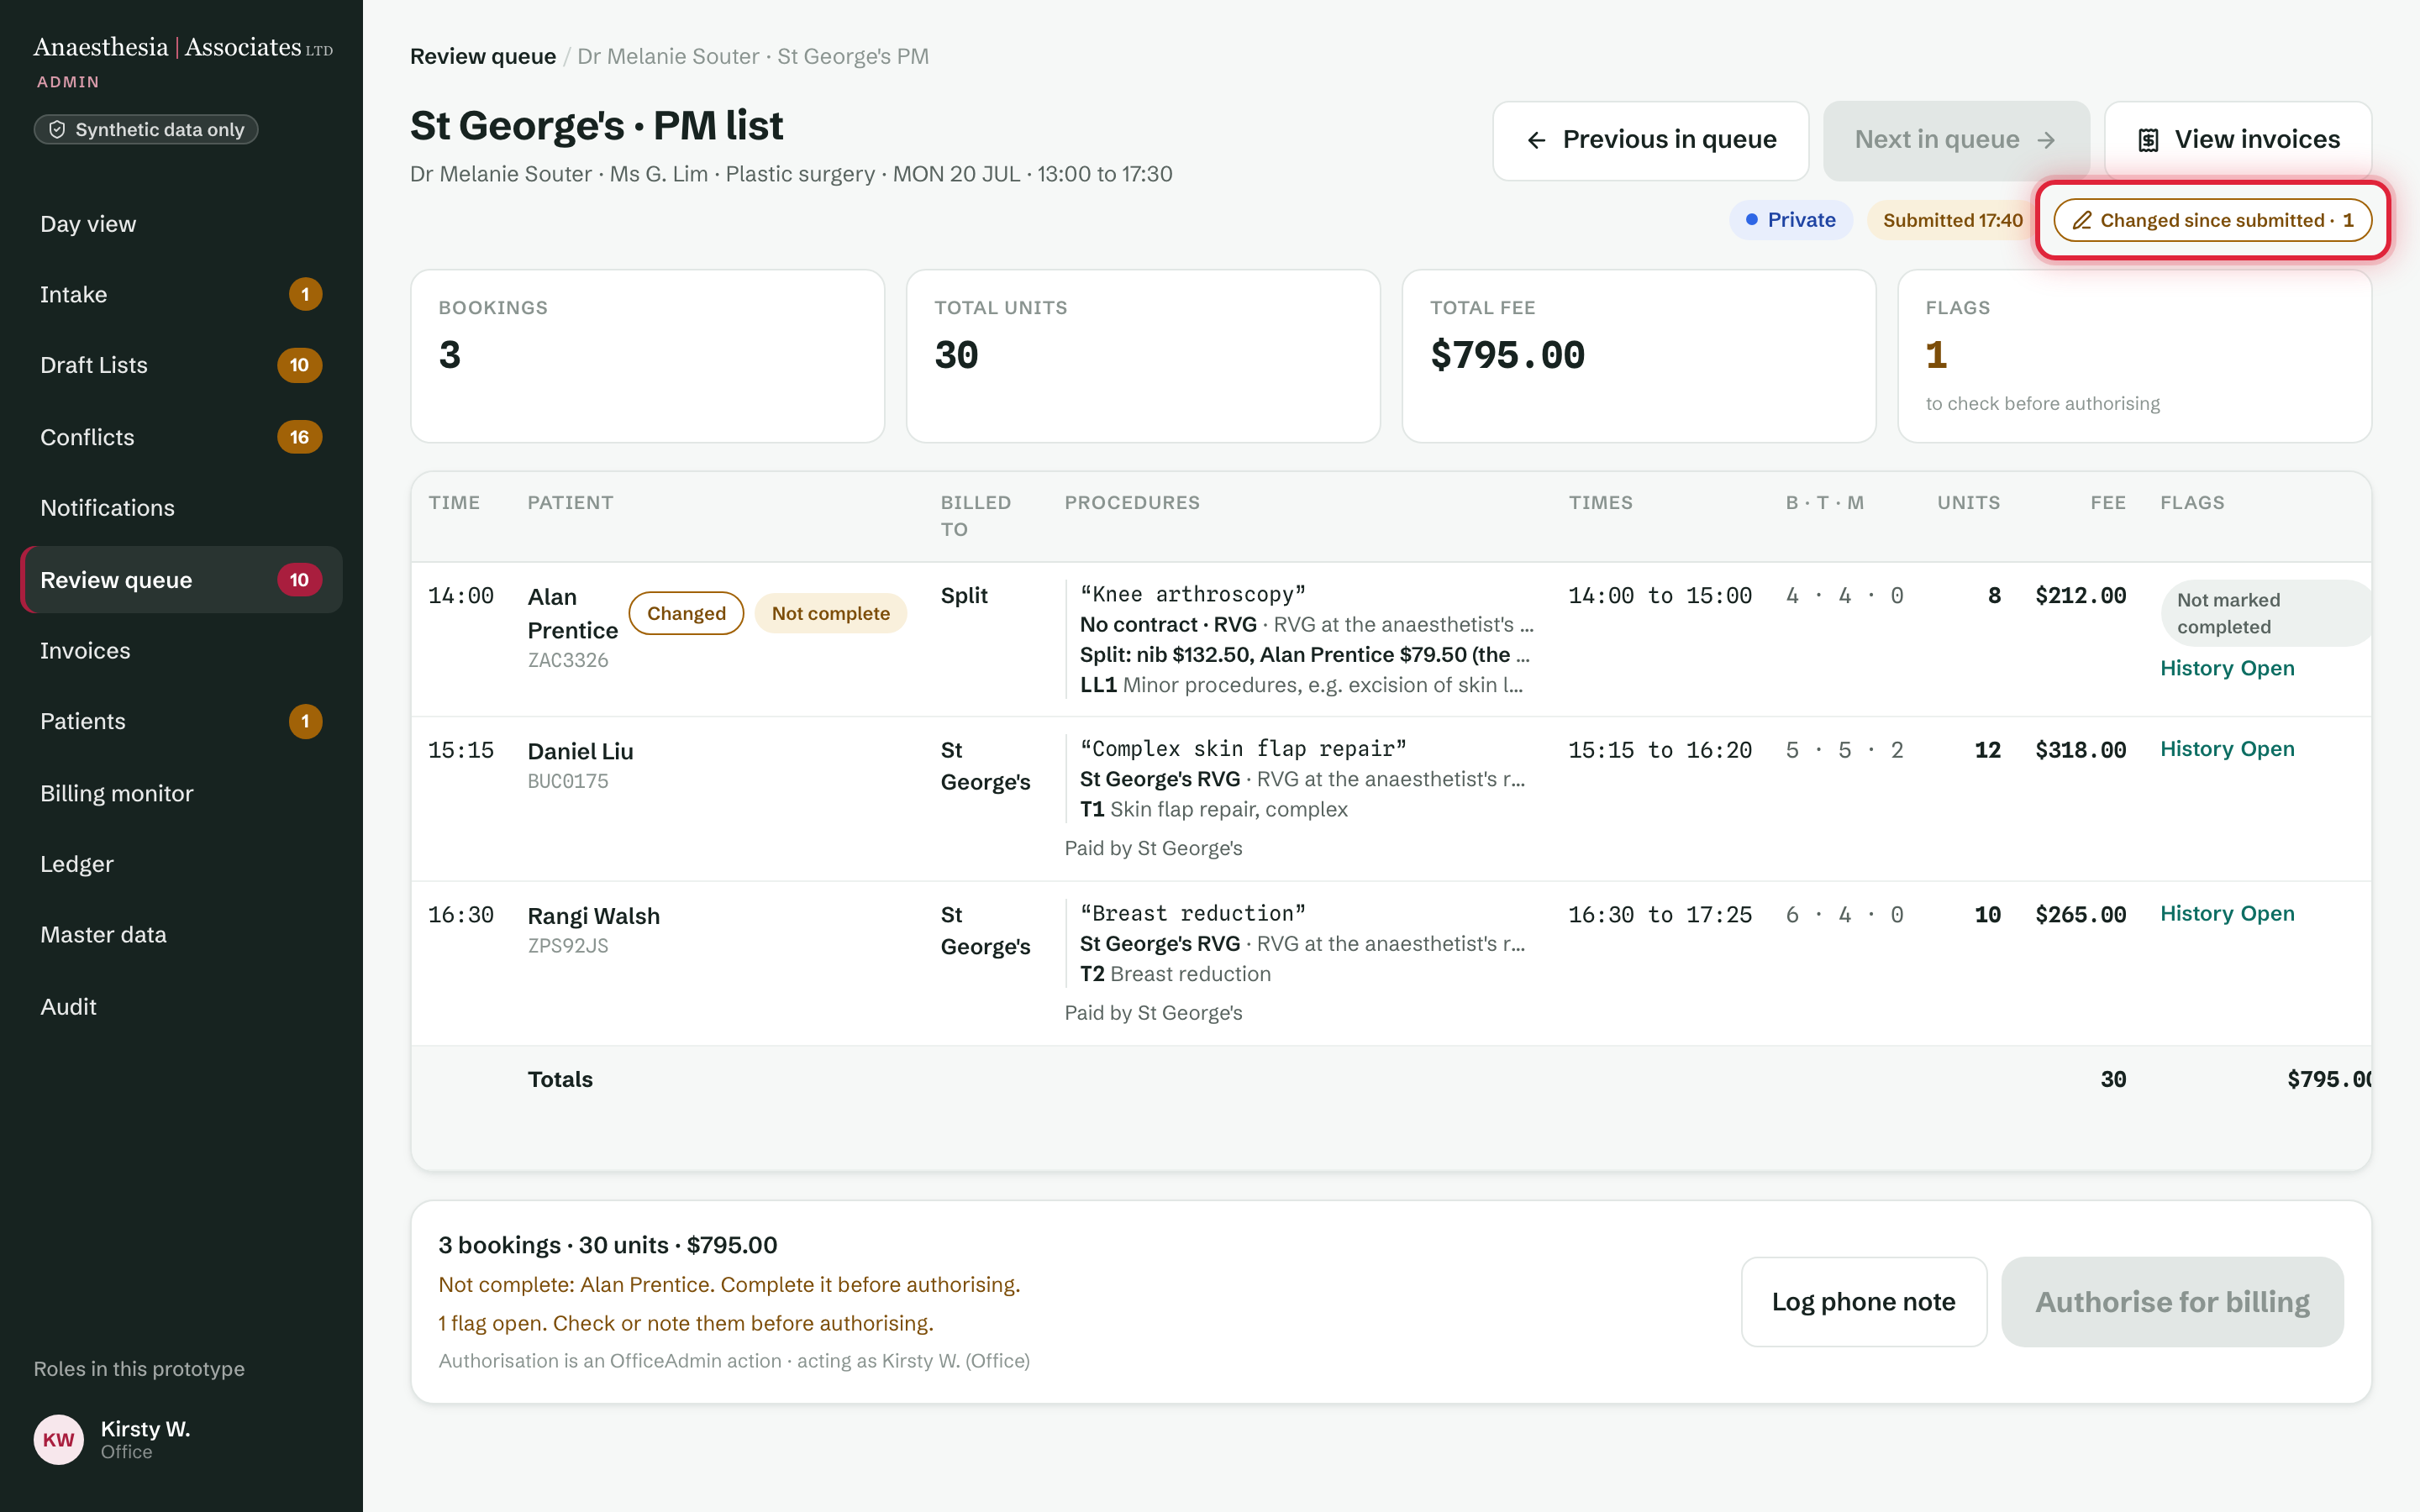 Anaesthesia | Associates LTD
ADMIN
Synthetic data only
Day view
Intake 1
Draft Lists 10
Conflicts 16
Notifications
Review queue 10
Invoices
Patients 1
Billing monitor
Ledger
Master data
Audit
Roles in this prototype
KW Kirsty W.
Office
Review queue / Dr Melanie Souter · St George's PM
St George's · PM list
Dr Melanie Souter · Ms G. Lim · Plastic surgery · MON 20 JUL · 13:00 to 17:30
← Previous in queue
Next in queue →
View invoices
Private
Submitted 17:40
Changed since submitted · 1
BOOKINGS
3
TOTAL UNITS
30
TOTAL FEE
$795.00
FLAGS
1
to check before authorising
TIME PATIENT BILLED TO PROCEDURES TIMES B · T · M UNITS FEE FLAGS
14:00
Alan Prentice
ZAC3326
Changed
Not complete
Split
“Knee arthroscopy”
No contract · RVG · RVG at the anaesthetist's ...
Split: nib $132.50, Alan Prentice $79.50 (the ...
LL1 Minor procedures, e.g. excision of skin l...
14:00 to 15:00
4 · 4 · 0
8
$212.00
Not marked completed
History Open
15:15
Daniel Liu
BUC0175
St George's
“Complex skin flap repair”
St George's RVG · RVG at the anaesthetist's r...
T1 Skin flap repair, complex
Paid by St George's
15:15 to 16:20
5 · 5 · 2
12
$318.00
History Open
16:30
Rangi Walsh
ZPS92JS
St George's
“Breast reduction”
St George's RVG · RVG at the anaesthetist's r...
T2 Breast reduction
Paid by St George's
16:30 to 17:25
6 · 4 · 0
10
$265.00
History Open
Totals 30 $795.00
3 bookings · 30 units · $795.00
Not complete: Alan Prentice. Complete it before authorising.
1 flag open. Check or note them before authorising.
Authorisation is an OfficeAdmin action · acting as Kirsty W. (Office)
Log phone note
Authorise for billing